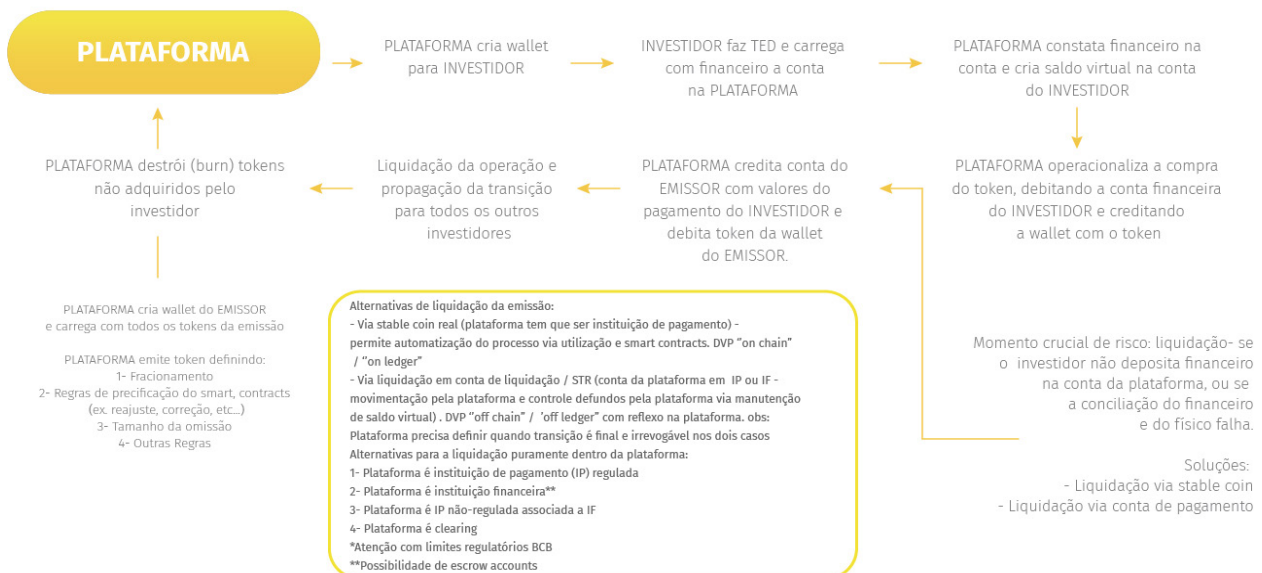 PLATAFORMA
PLATAFORMA cria wallet
para INVESTIDOR
INVESTIDOR faz TED e carrega
com financeiro a conta
na PLATAFORMA
PLATAFORMA constata financeiro na
conta e cria saldo virtual na conta
do INVESTIDOR
PLATAFORMA operacionaliza a compra
do token, debitando a conta financeira
do INVESTIDOR e creditando
a wallet com o token
PLATAFORMA credita conta do
EMISSOR com valores do
pagamento do INVESTIDOR e
debita token da wallet
do EMISSOR.
Liquidação da operação e
propagação da transição
para todos os outros
investidores
PLATAFORMA destrói (burn) tokens
não adquiridos pelo
investidor
PLATAFORMA cria wallet do EMISSOR
e carrega com todos os tokens da emissão
PLATAFORMA emite token definindo:
1- Fracionamento
2- Regras de precificação do smart, contracts
(ex. reajuste, correção, etc...)
3- Tamanho da omissão
4- Outras Regras
Alternativas de liquidação da emissão:
- Via stable coin real (plataforma tem que ser instituição de pagamento) -
permite automatização do processo via utilização e smart contracts. DVP "on chain"
/ "on ledger"
- Via liquidação em conta de liquidação / STR (conta da plataforma em IP ou IF -
movimentação pela plataforma e controle defundos pela plataforma via manutenção
de saldo virtual) . DVP "off chain" / 'off ledger" com reflexo na plataforma. obs:
Plataforma precisa definir quando transição é final e irrevogável nos dois casos
Alternativas para a liquidação puramente dentro da plataforma:
1- Plataforma é instituição de pagamento (IP) regulada
2- Plataforma é instituição financeira**
3- Plataforma é IP não-regulada associada a IF
4- Plataforma é clearing
*Atenção com limites regulatórios BCB
**Possibilidade de escrow accounts
Momento crucial de risco: liquidação- se
o investidor não deposita financeiro
na conta da plataforma, ou se
a conciliação do financeiro
e do físico falha.
Soluções:
- Liquidação via stable coin
- Liquidação via conta de pagamento